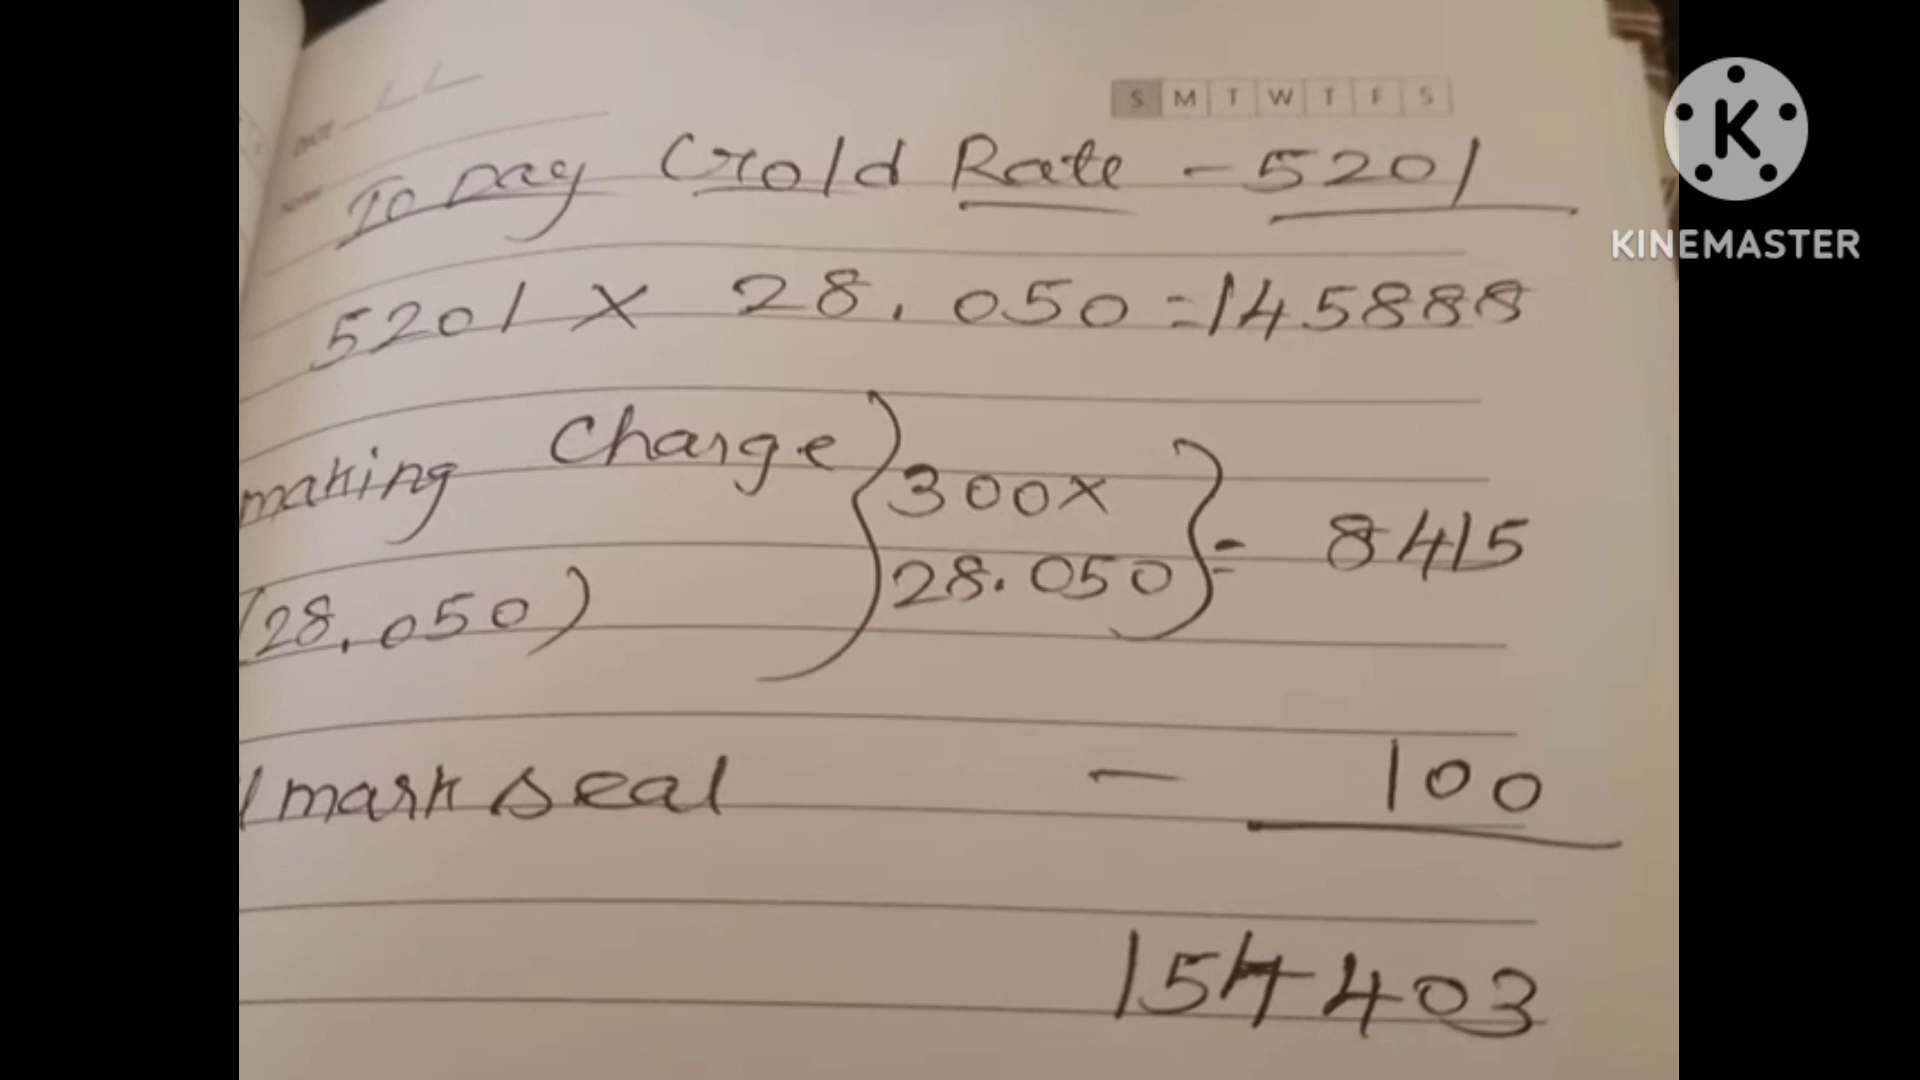 DATE
S M T W T F S
To Day Gold Rate - 5201
5201 X 28.050 = 145888
making Charge 300x
28.050 = 8415
(28.050)
mark seal - 100
154403
KINEMASTER